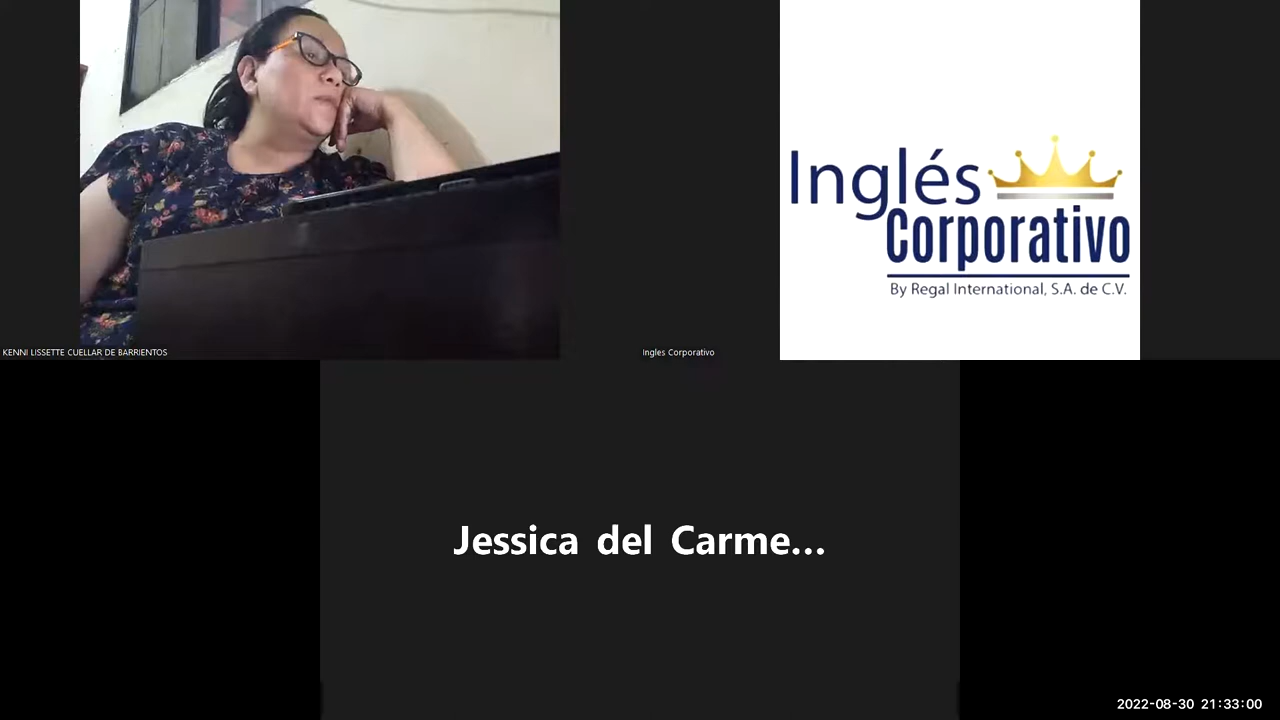 KENNI LISSETTE CUELLAR DE BARRIENTOS
Inglés
Corporativo
By Regal International, S.A. de C.V.
Ingles Corporativo
Jessica del Carme...
2022-08-30 21:33:00